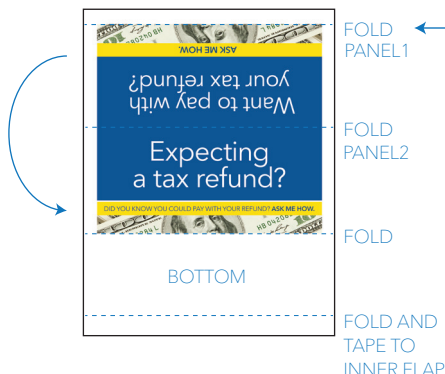 FOLD
PANEL1
ASK ME HOW.
Want to pay with
your tax refund?
FOLD
PANEL2
Expecting
a tax refund?
DID YOU KNOW YOU COULD PAY WITH YOUR REFUND? ASK ME HOW.
FOLD
BOTTOM
FOLD AND
TAPE TO
INNER FLAP